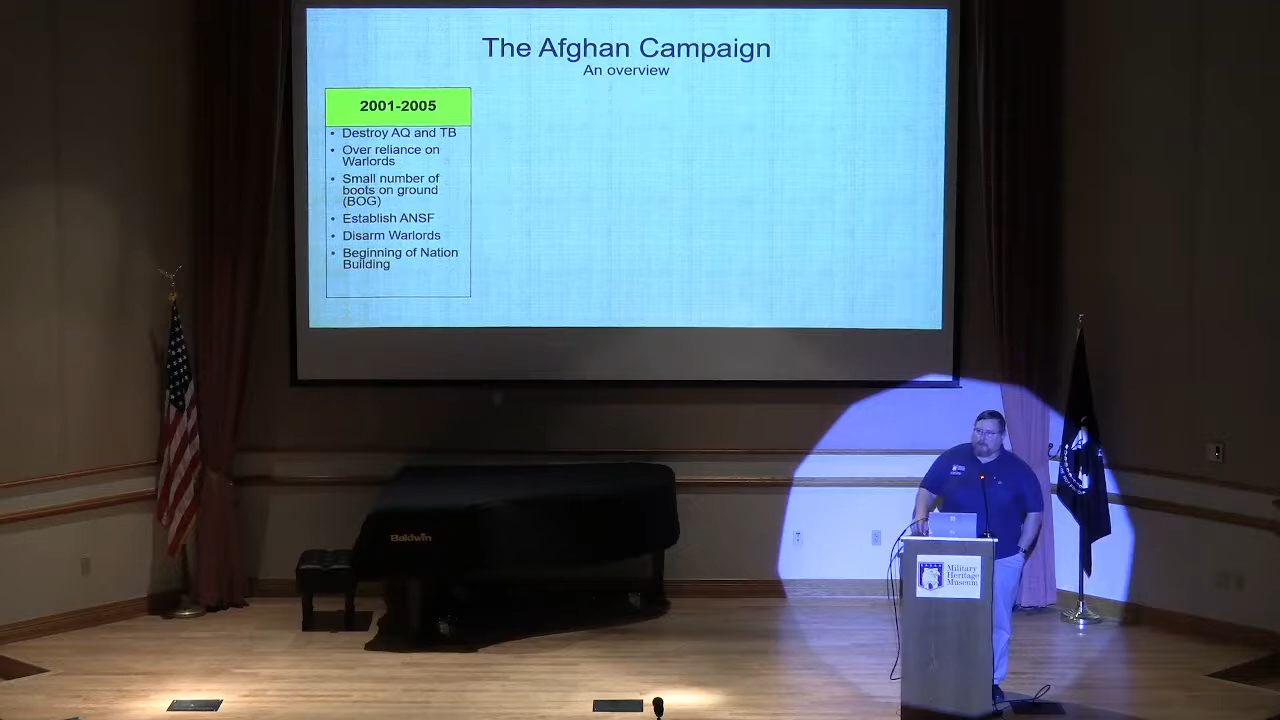 The Afghan Campaign
An overview
2001-2005
• Destroy AQ and TB
• Over reliance on
Warlords
• Small number of
boots on ground
(BOG)
• Establish ANSF
• Disarm Warlords
• Beginning of Nation
Building
Baldwin
Military
Heritage
Museum